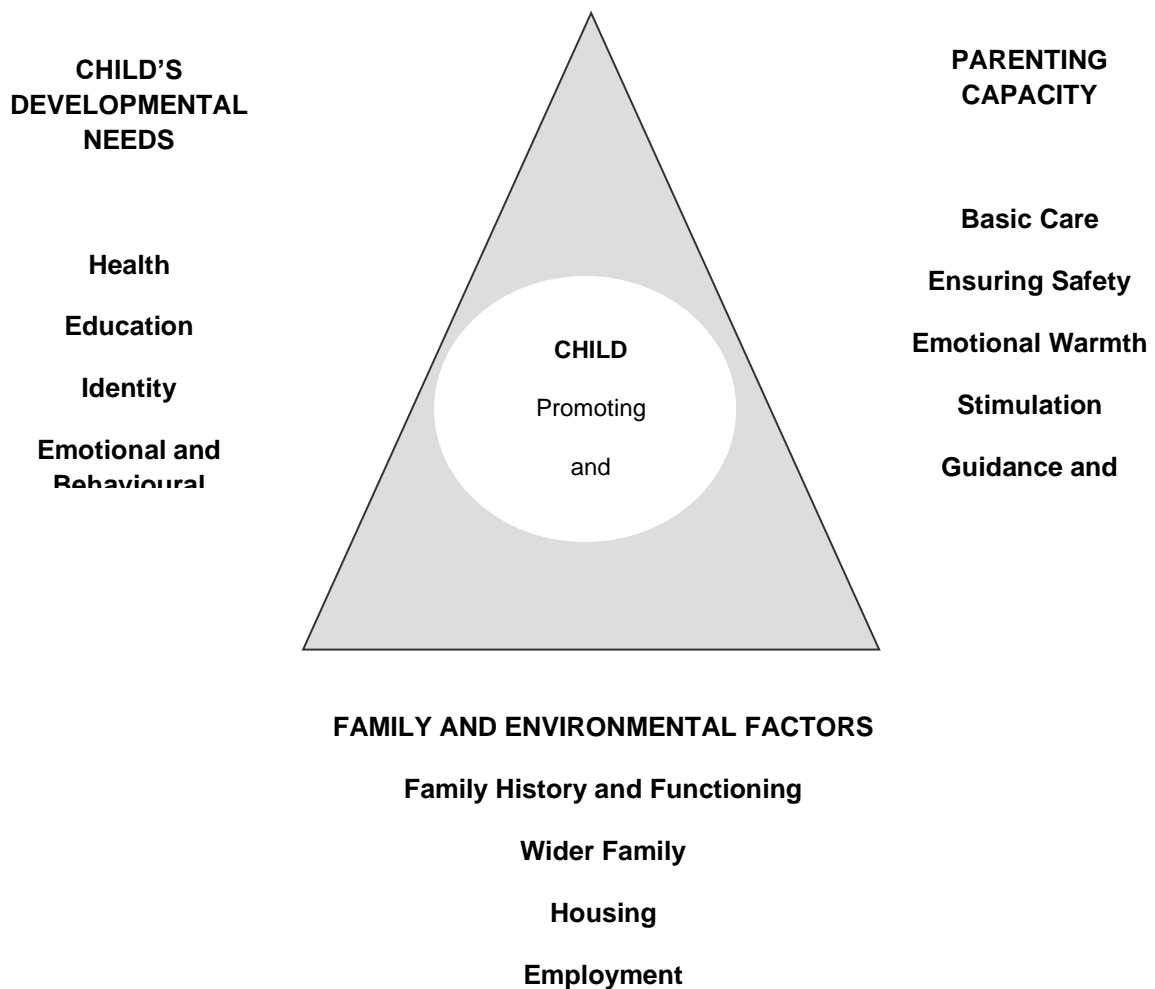 CHILD’S
DEVELOPMENTAL
NEEDS
Health
Education
Identity
Emotional and
Behavioural
CHILD
Promoting
and
PARENTING
CAPACITY
Basic Care
Ensuring Safety
Emotional Warmth
Stimulation
Guidance and
FAMILY AND ENVIRONMENTAL FACTORS
Family History and Functioning
Wider Family
Housing
Employment